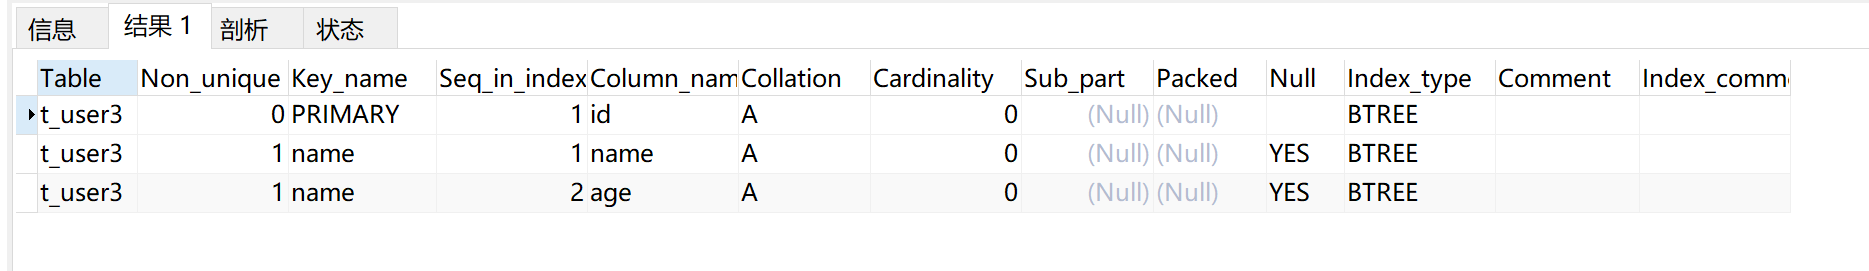 信息 结果 1 剖析 状态
Table Non_unique Key_name Seq_in_index Column_nam Collation Cardinality Sub_part Packed Null Index_type Comment Index_comm
t_user3 0 PRIMARY 1 id A 0 (Null) (Null) BTREE
t_user3 1 name 1 name A 0 (Null) (Null) YES BTREE
t_user3 1 name 2 age A 0 (Null) (Null) YES BTREE